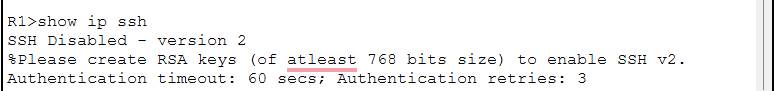 R1>show ip ssh
SSH Disabled - version 2
%Please create RSA keys (of atleast 768 bits size) to enable SSH v2.
Authentication timeout: 60 secs; Authentication retries: 3